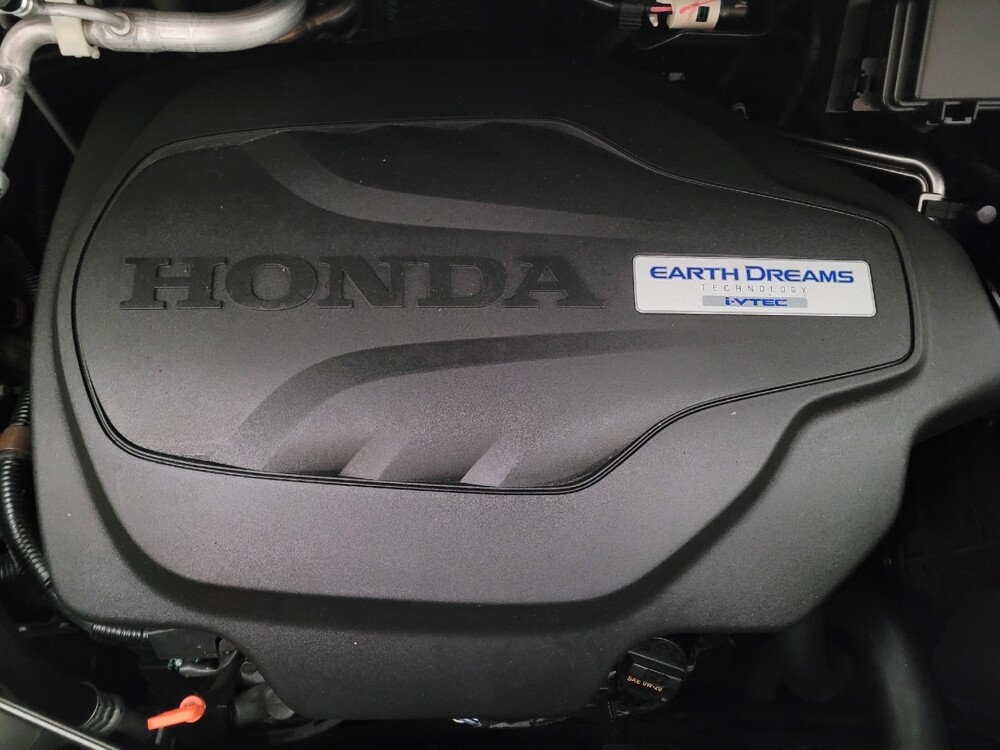 HONDA
EARTH DREAMS
TECHNOLOGY
i-VTEC
SAE 0W-20